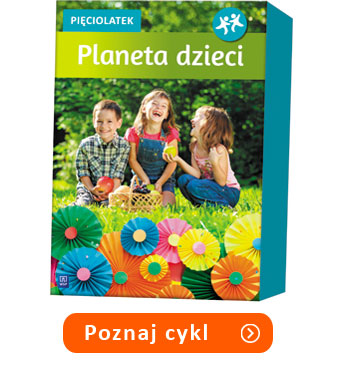 PIĘCIOLATEK
Planeta dzieci
Poznaj cykl